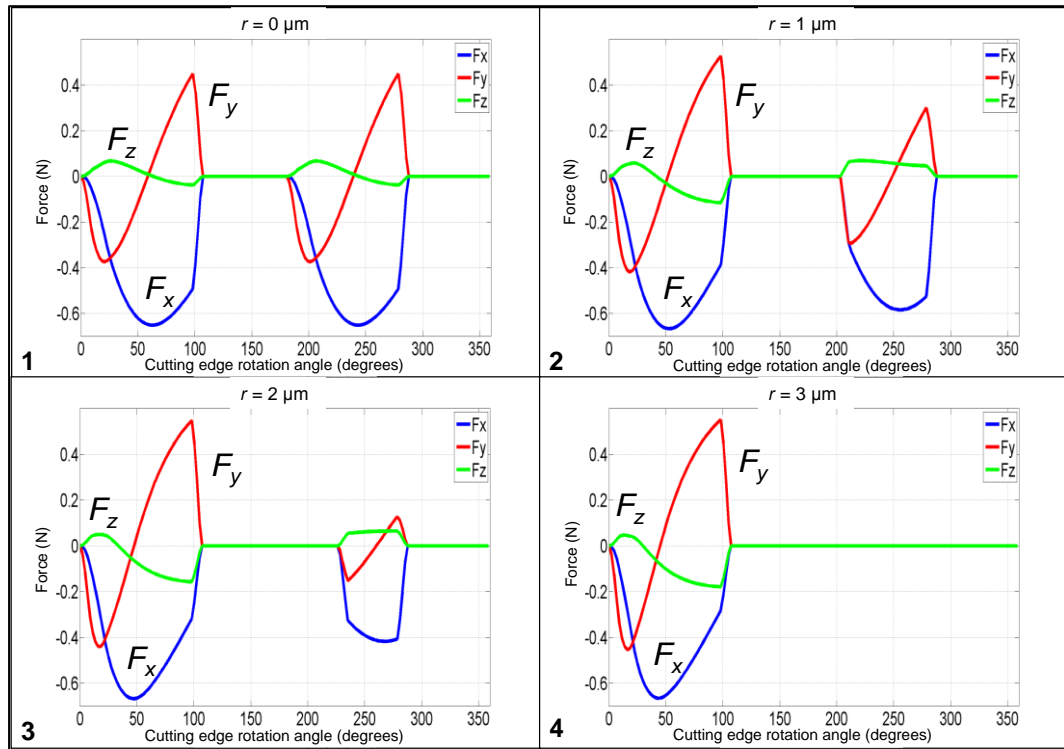 r = 0 µm
Fx
Fy
Fz
Fy
Fz
Fx
Force (N)
0.4
0.2
0
-0.2
-0.4
-0.6
0 50 100 150 200 250 300 350
Cutting edge rotation angle (degrees)
1
r = 1 µm
Fx
Fy
Fz
Fy
Fz
Fx
Force (N)
0.4
0.2
0
-0.2
-0.4
-0.6
0 50 100 150 200 250 300 350
Cutting edge rotation angle (degrees)
2
r = 2 µm
Fx
Fy
Fz
Fy
Fz
Fx
Force (N)
0.4
0.2
0
-0.2
-0.4
-0.6
0 50 100 150 200 250 300 350
Cutting edge rotation angle (degrees)
3
r = 3 µm
Fx
Fy
Fz
Fy
Fz
Fx
Force (N)
0.4
0.2
0
-0.2
-0.4
-0.6
0 50 100 150 200 250 300 350
Cutting edge rotation angle (degrees)
4